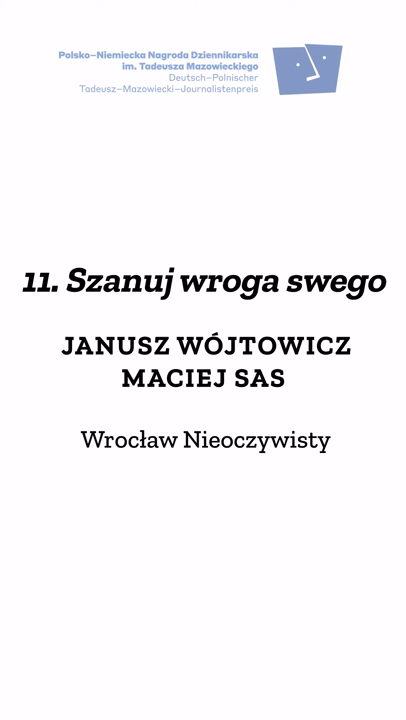 Polsko–Niemiecka Nagroda Dziennikarska
im. Tadeusza Mazowieckiego
Deutsch–Polnischer
Tadeusz–Mazowiecki–Journalistenpreis
11. Szanuj wroga swego
JANUSZ WÓJTOWICZ
MACIEJ SAS
Wrocław Nieoczywisty